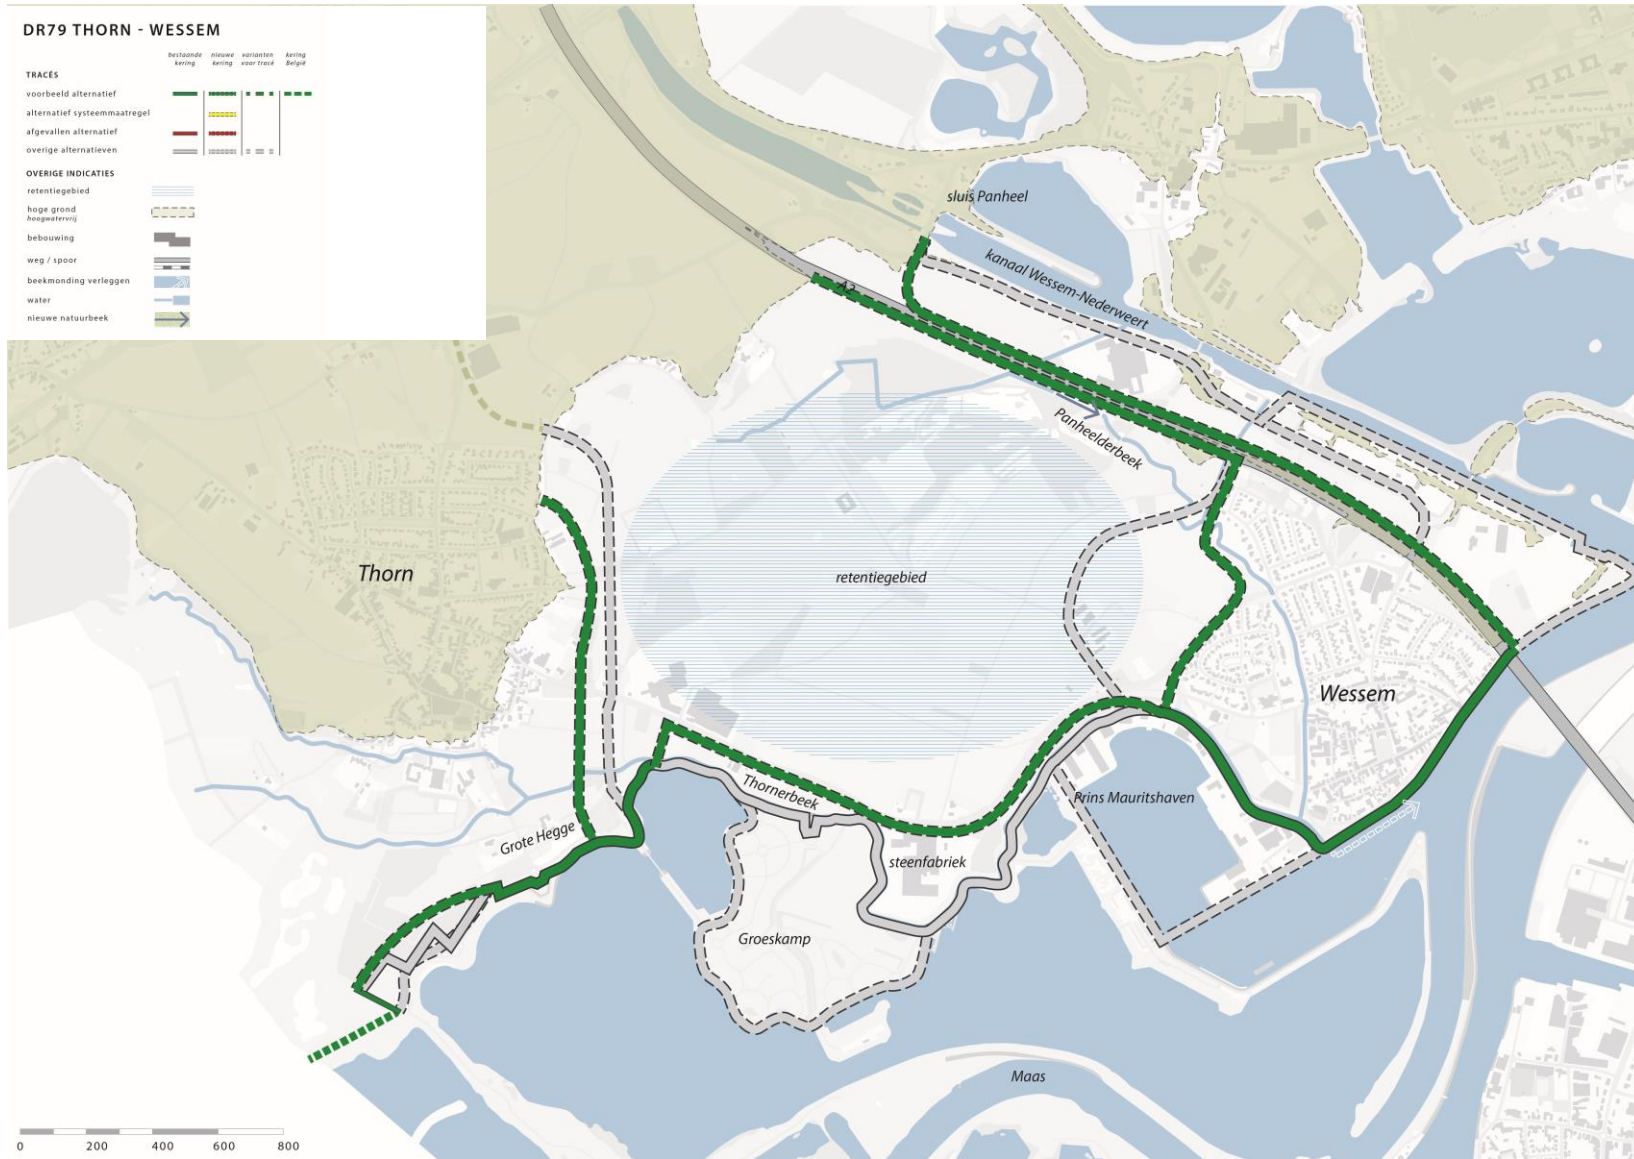 DR79 THORN - WESSEM
bestaande nieuwe varianten kering
kering kering voor tracé België
TRACÉS
voorbeeld alternatief
alternatief systeemmaatregel
afgevallen alternatief
overige alternatieven
OVERIGE INDICATIES
retentiegebied
hoge grond
hoogwatervrij
bebouwing
weg / spoor
beekmonding verleggen
water
nieuwe natuurbeek
sluis Panheel
kanaal Wessem-Nederweert
A2
Panheelderbeek
Thorn
retentiegebied
Wessem
Thornerbeek
Prins Mauritshaven
Grote Hegge
steenfabriek
Groeskamp
Maas
0 200 400 600 800